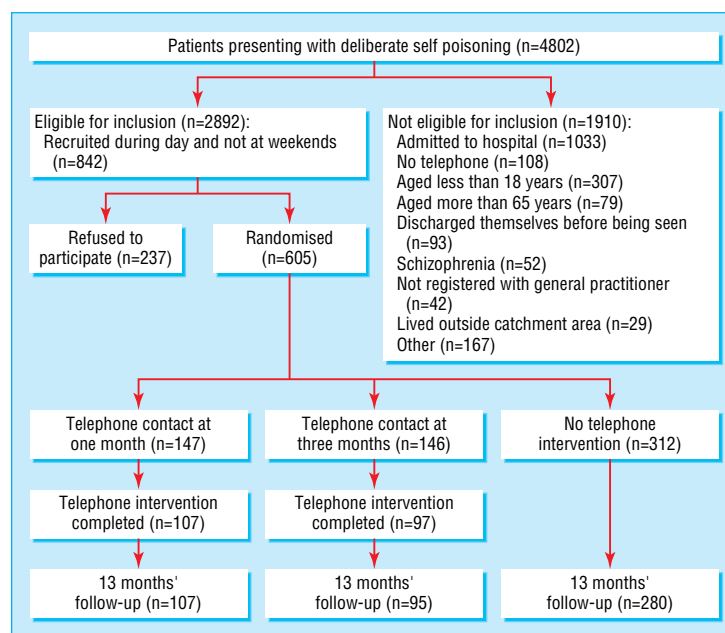 Patients presenting with deliberate self poisoning (n=4802)
Eligible for inclusion (n=2892):
Recruited during day and not at weekends
(n=842)
Not eligible for inclusion (n=1910):
Admitted to hospital (n=1033)
No telephone (n=108)
Aged less than 18 years (n=307)
Aged more than 65 years (n=79)
Discharged themselves before being seen
(n=93)
Schizophrenia (n=52)
Not registered with general practitioner
(n=42)
Lived outside catchment area (n=29)
Other (n=167)
Refused to
participate (n=237)
Randomised
(n=605)
Telephone contact at
one month (n=147)
Telephone contact at
three months (n=146)
No telephone
intervention (n=312)
Telephone intervention
completed (n=107)
Telephone intervention
completed (n=97)
13 months'
follow-up (n=107)
13 months'
follow-up (n=95)
13 months'
follow-up (n=280)